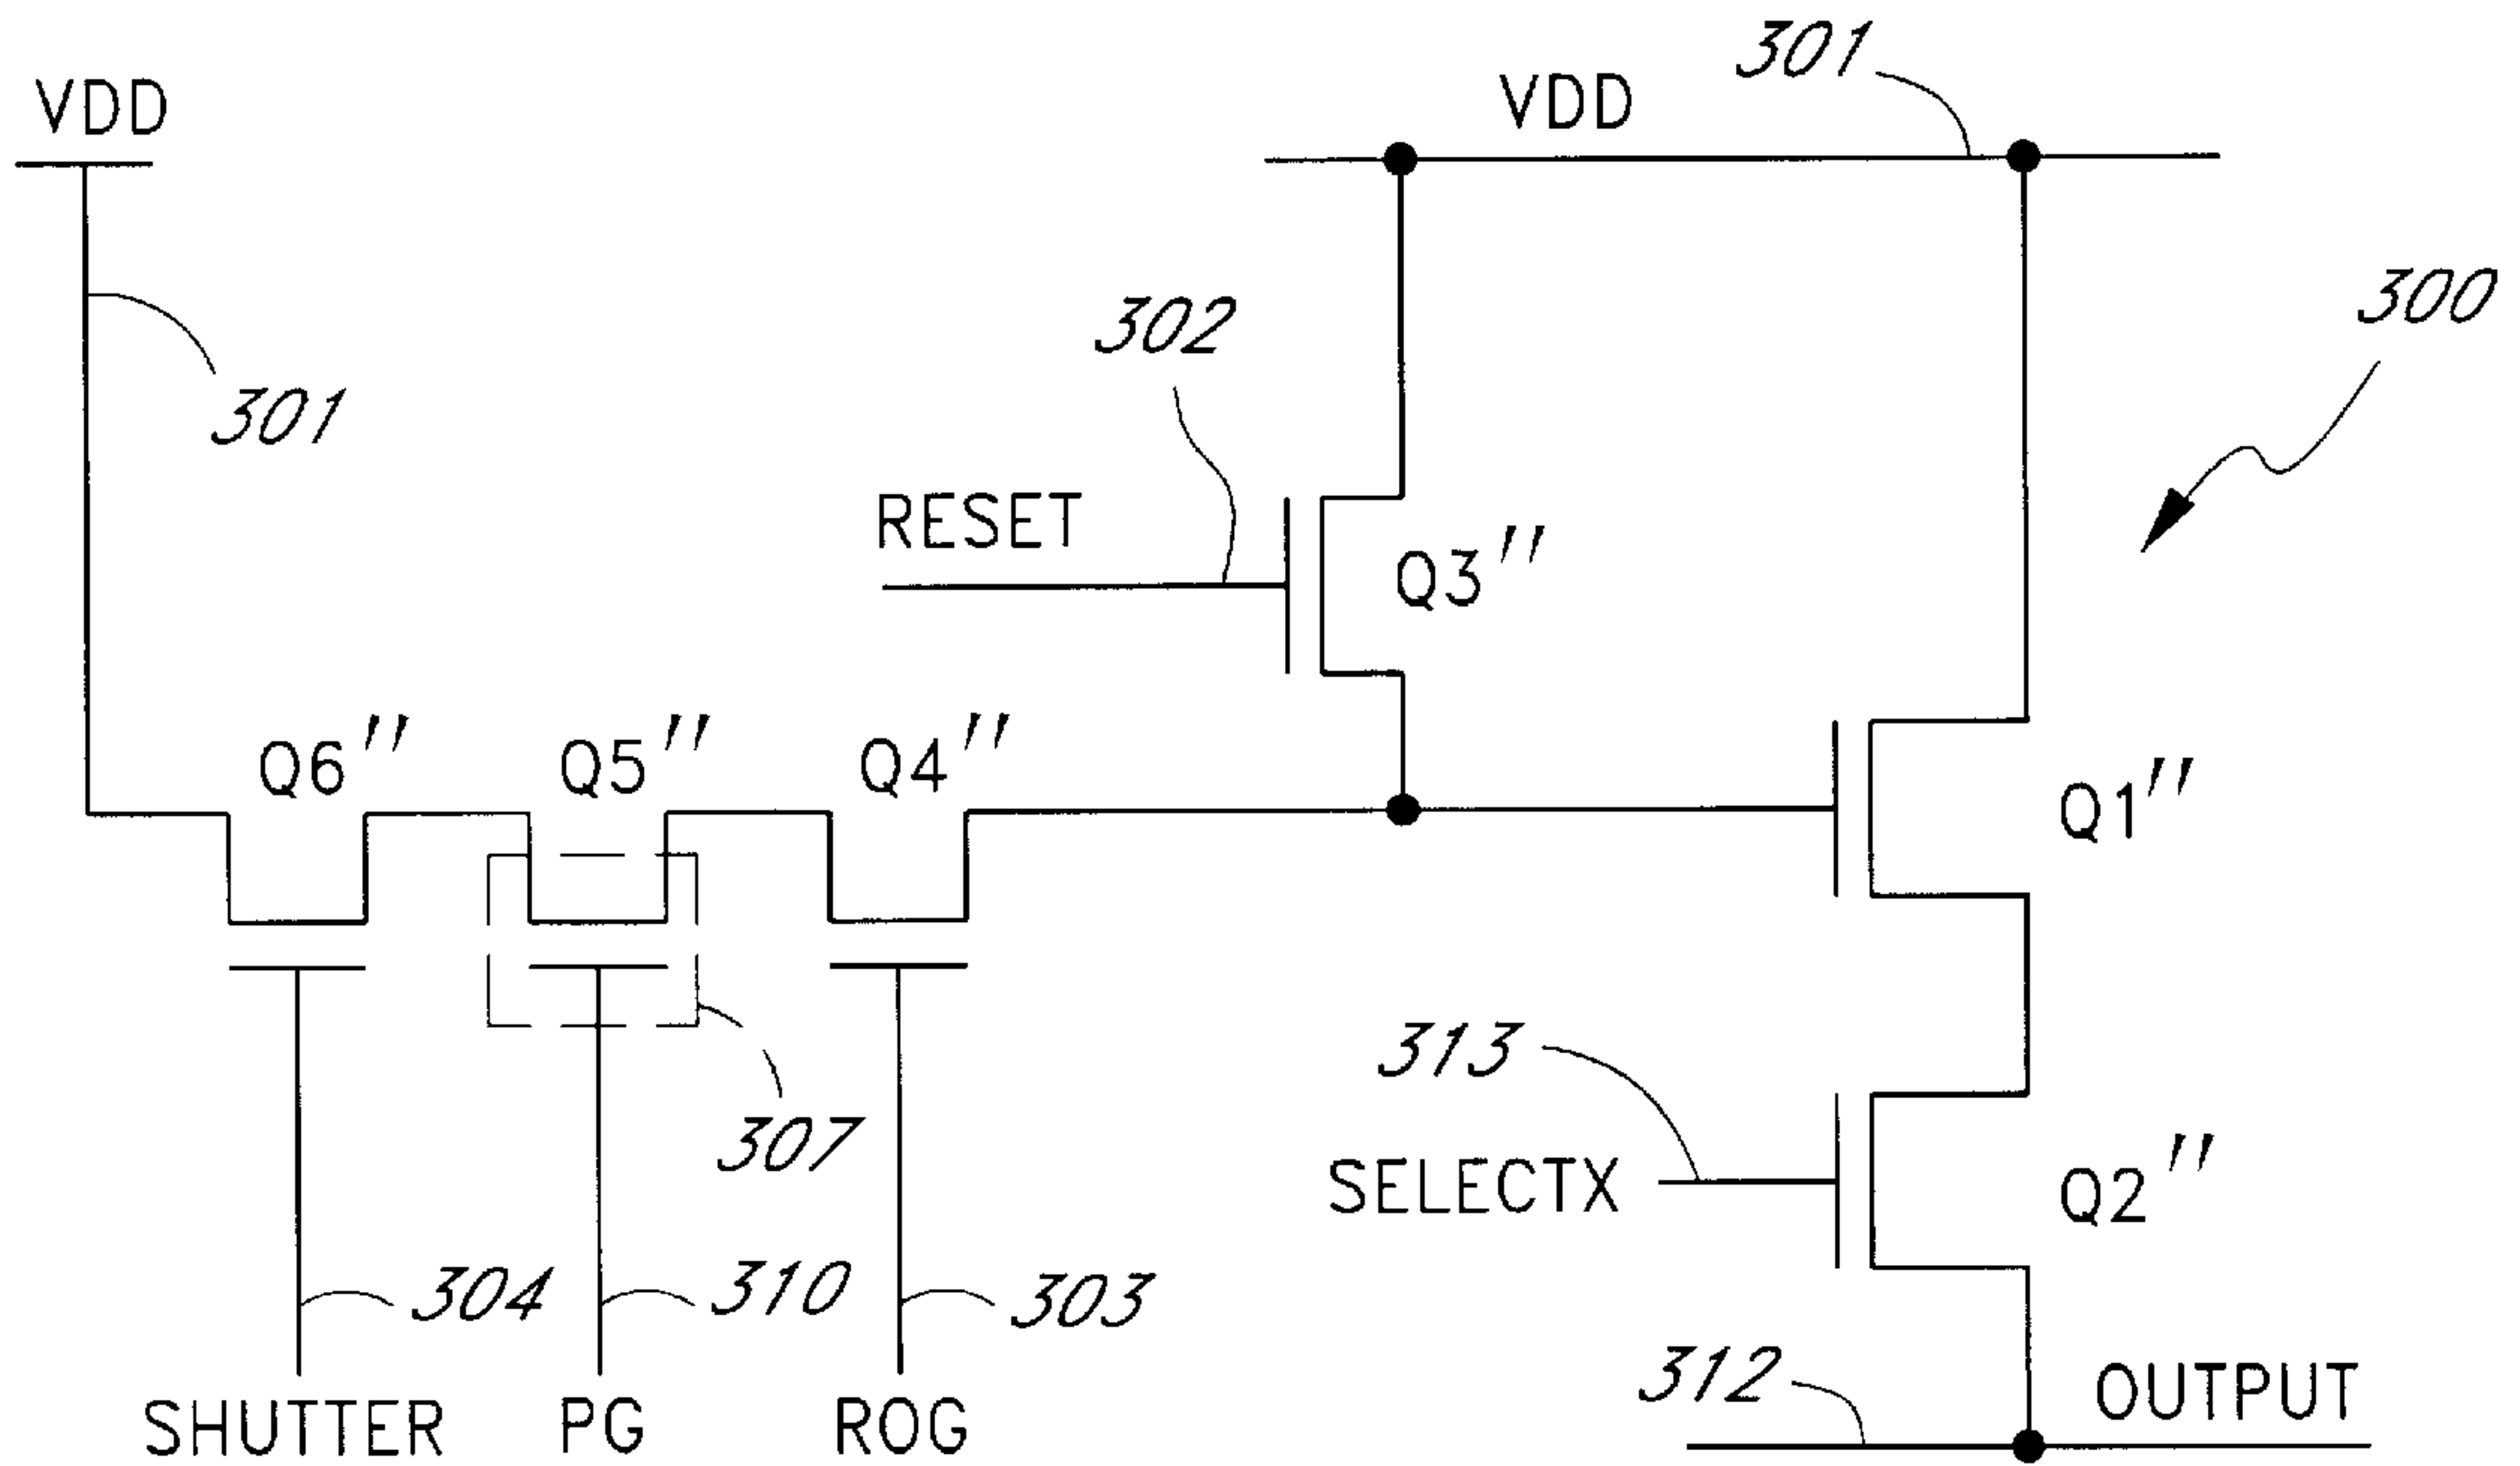 301
VDD
VDD
300
302
301
RESET
Q3''
Q6''
Q5''
Q4''
Q1''
313
307
SELECTX
Q2''
304
310
303
312
OUTPUT
SHUTTER
PG
ROG